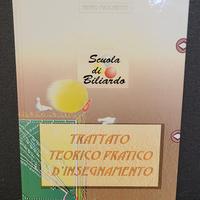 Scuola
di
Biliardo
TRATTATO
TEORICO PRATICO
D'INSEGNAMENTO